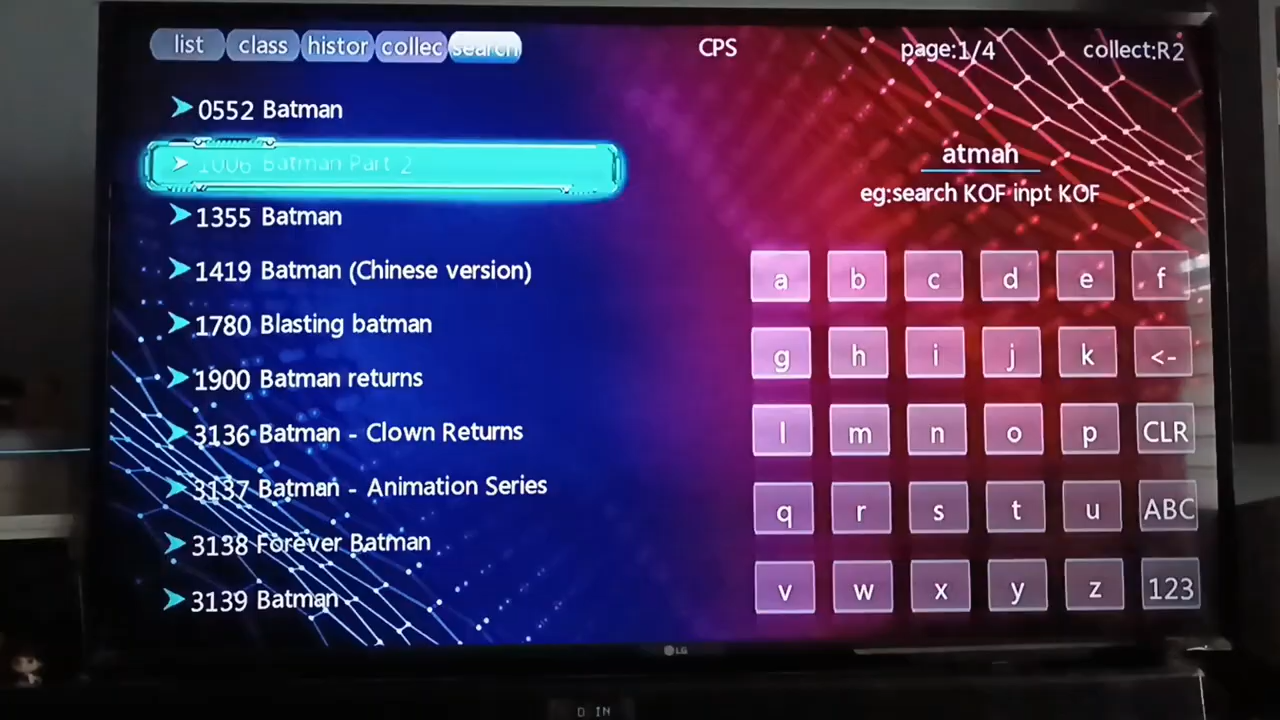 list class histor collec search CPS page:1/4 collect:R2
0552 Batman
1006 Batman Part 2
1355 Batman
1419 Batman (Chinese version)
1780 Blasting batman
1900 Batman returns
3136 Batman - Clown Returns
3137 Batman - Animation Series
3138 Forever Batman
3139 Batman
atmah
eg:search KOF inpt KOF
a b c d e f
g h i j k <-
l m n o p CLR
q r s t u ABC
v w x y z 123
LG
D IN